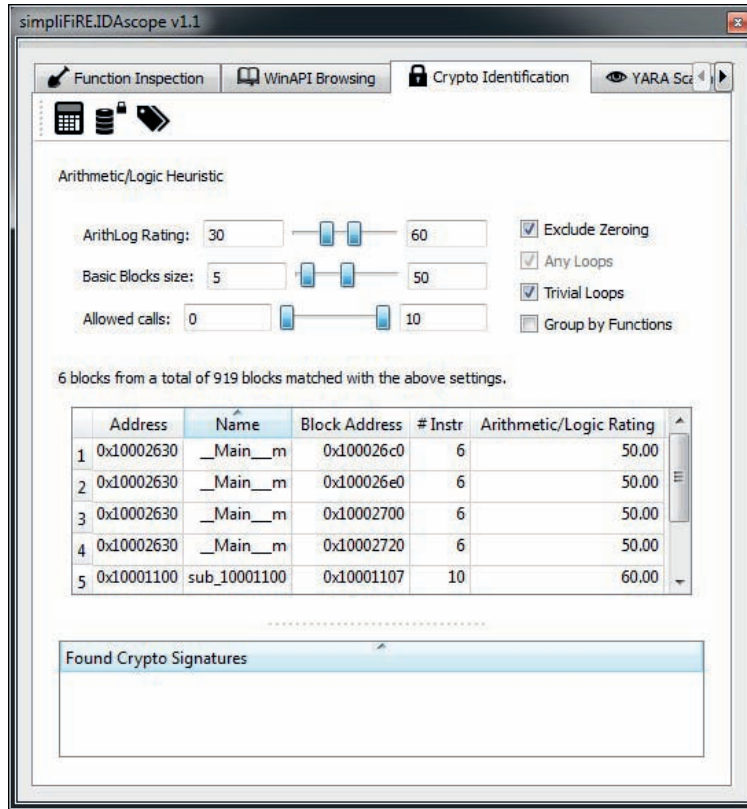 simpliFiRE.IDAscope v1.1
Function Inspection WinAPI Browsing Crypto Identification YARA Sca
Arithmetic/Logic Heuristic
ArithLog Rating: 30 60 Exclude Zeroing
Any Loops
Basic Blocks size: 5 50
Trivial Loops
Allowed calls: 0 10 Group by Functions
6 blocks from a total of 919 blocks matched with the above settings.
Address Name Block Address # Instr Arithmetic/Logic Rating
1 0x10002630 __Main__m 0x100026c0 6 50.00
2 0x10002630 __Main__m 0x100026e0 6 50.00
3 0x10002630 __Main__m 0x10002700 6 50.00
4 0x10002630 __Main__m 0x10002720 6 50.00
5 0x10001100 sub_10001100 0x10001107 10 60.00
Found Crypto Signatures